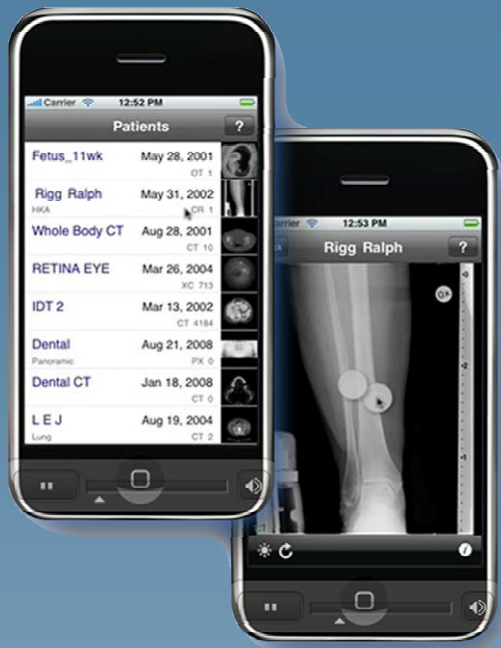 Carrier 12:52 PM
Patients ?
Fetus_11wk May 28, 2001
OT 1
Rigg Ralph May 31, 2002
HKA CR 1
Whole Body CT Aug 28, 2001
CT 10
RETINA EYE Mar 26, 2004
XC 713
IDT 2 Mar 13, 2002
CT 4184
Dental Aug 21, 2008
Panoramic PX 0
Dental CT Jan 18, 2008
CT 0
L E J Aug 19, 2004
Lung CT 2
arrier 12:53 PM
Rigg Ralph ?